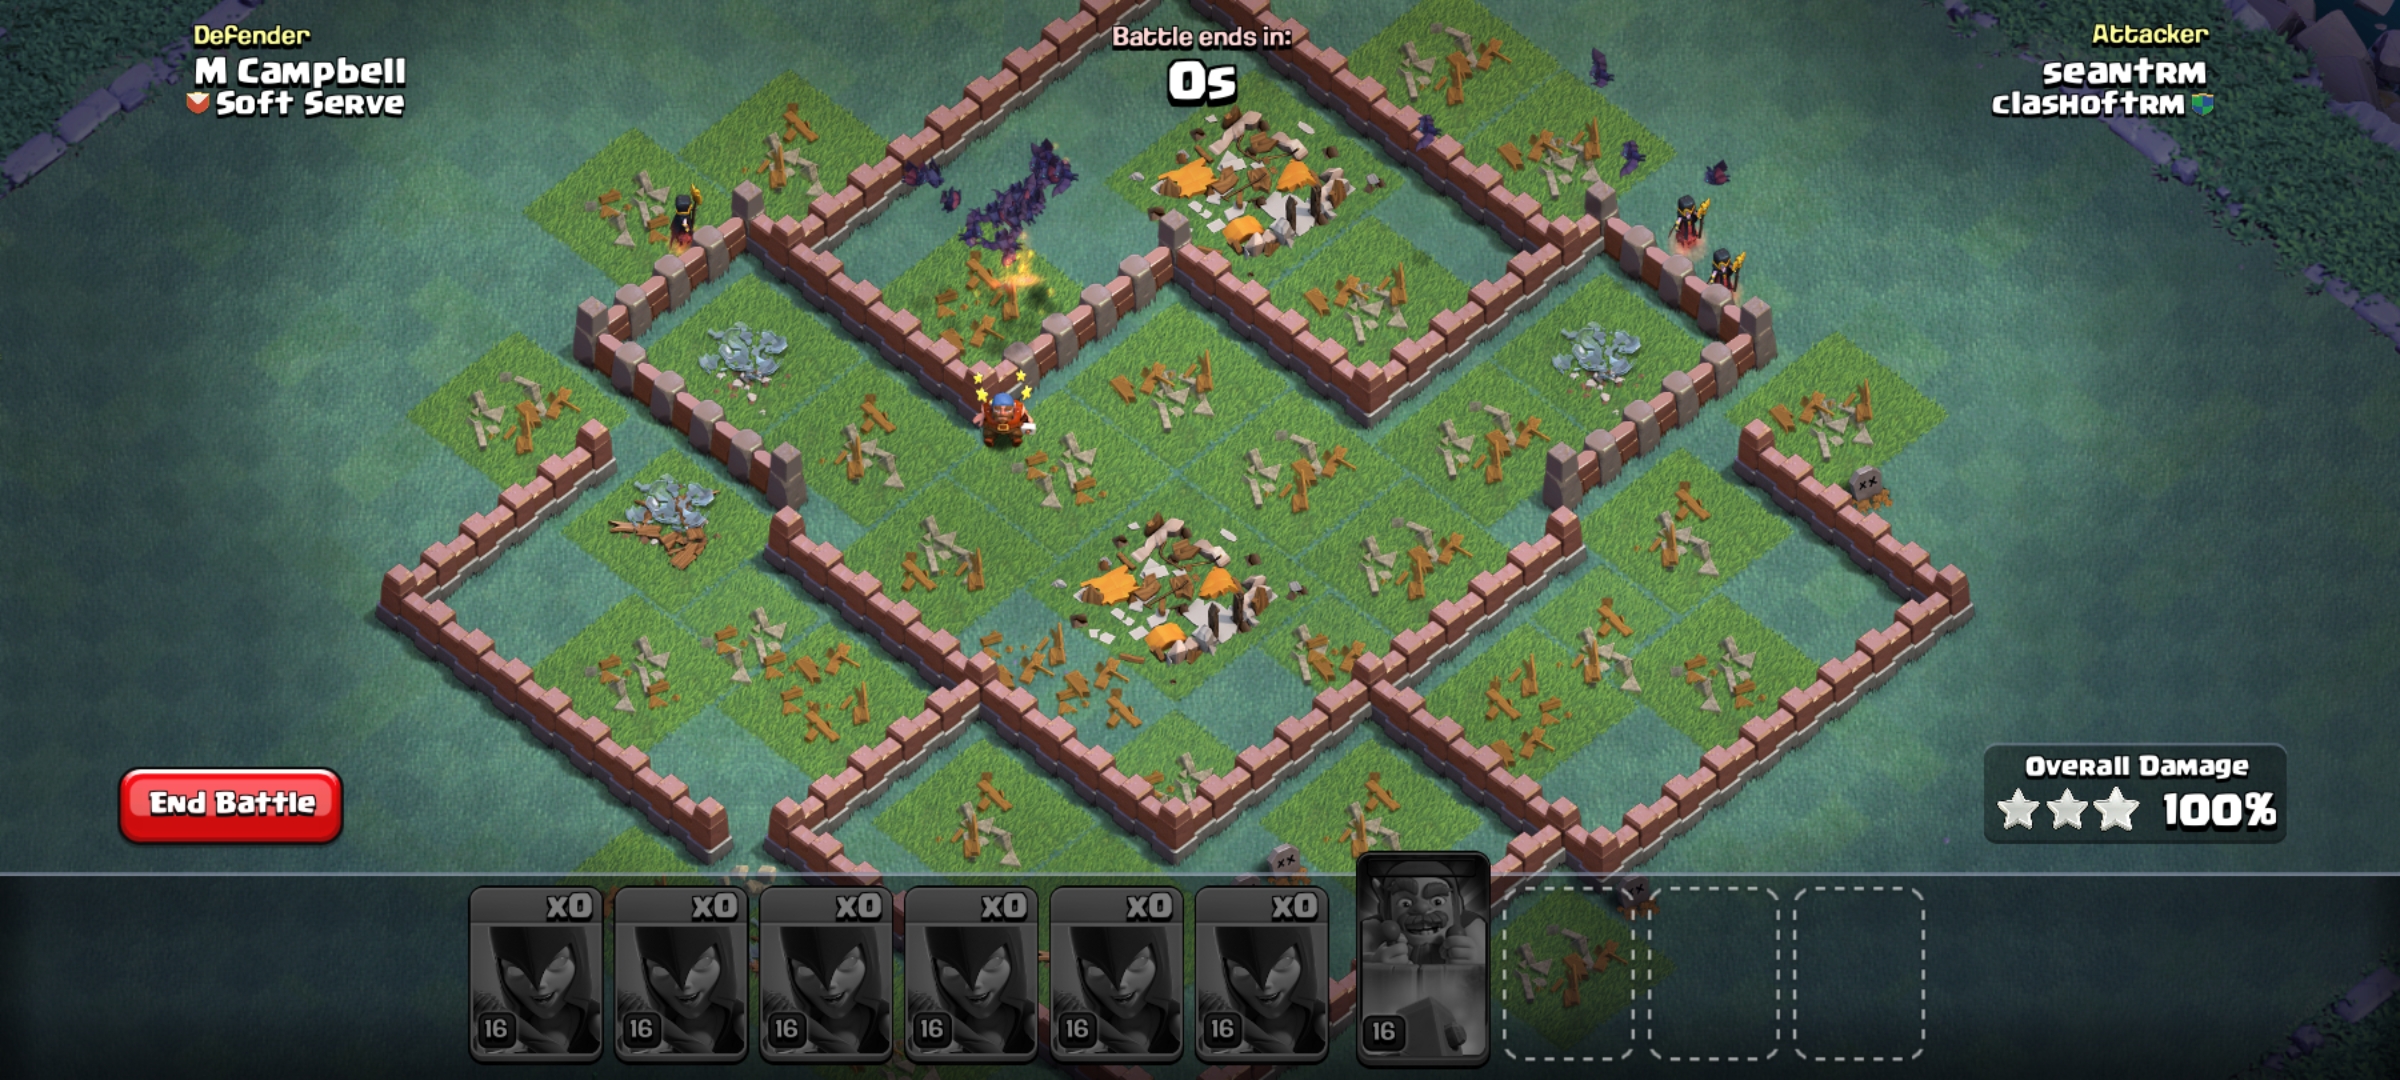 Defender
M Campbell
Soft Serve
Battle ends in:
0s
Attacker
seantRM
clashoftRM
End Battle
Overall Damage
100%
x0 x0 x0 x0 x0 x0
16 16 16 16 16 16 16